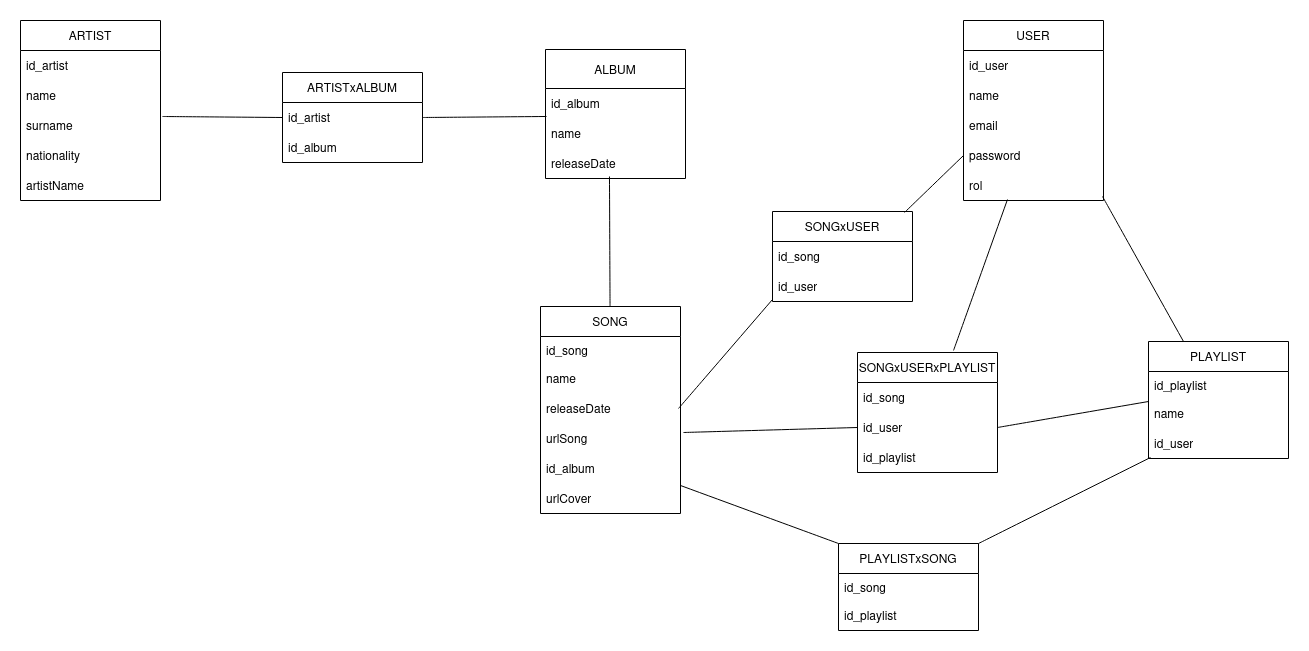 ARTIST
id_artist
name
surname
nationality
artistName
ARTISTxALBUM
id_artist
id_album
ALBUM
id_album
name
releaseDate
USER
id_user
name
email
password
rol
SONGxUSER
id_song
id_user
SONG
id_song
name
releaseDate
urlSong
id_album
urlCover
SONGxUSERxPLAYLIST
id_song
id_user
id_playlist
PLAYLIST
id_playlist
name
id_user
PLAYLISTxSONG
id_song
id_playlist